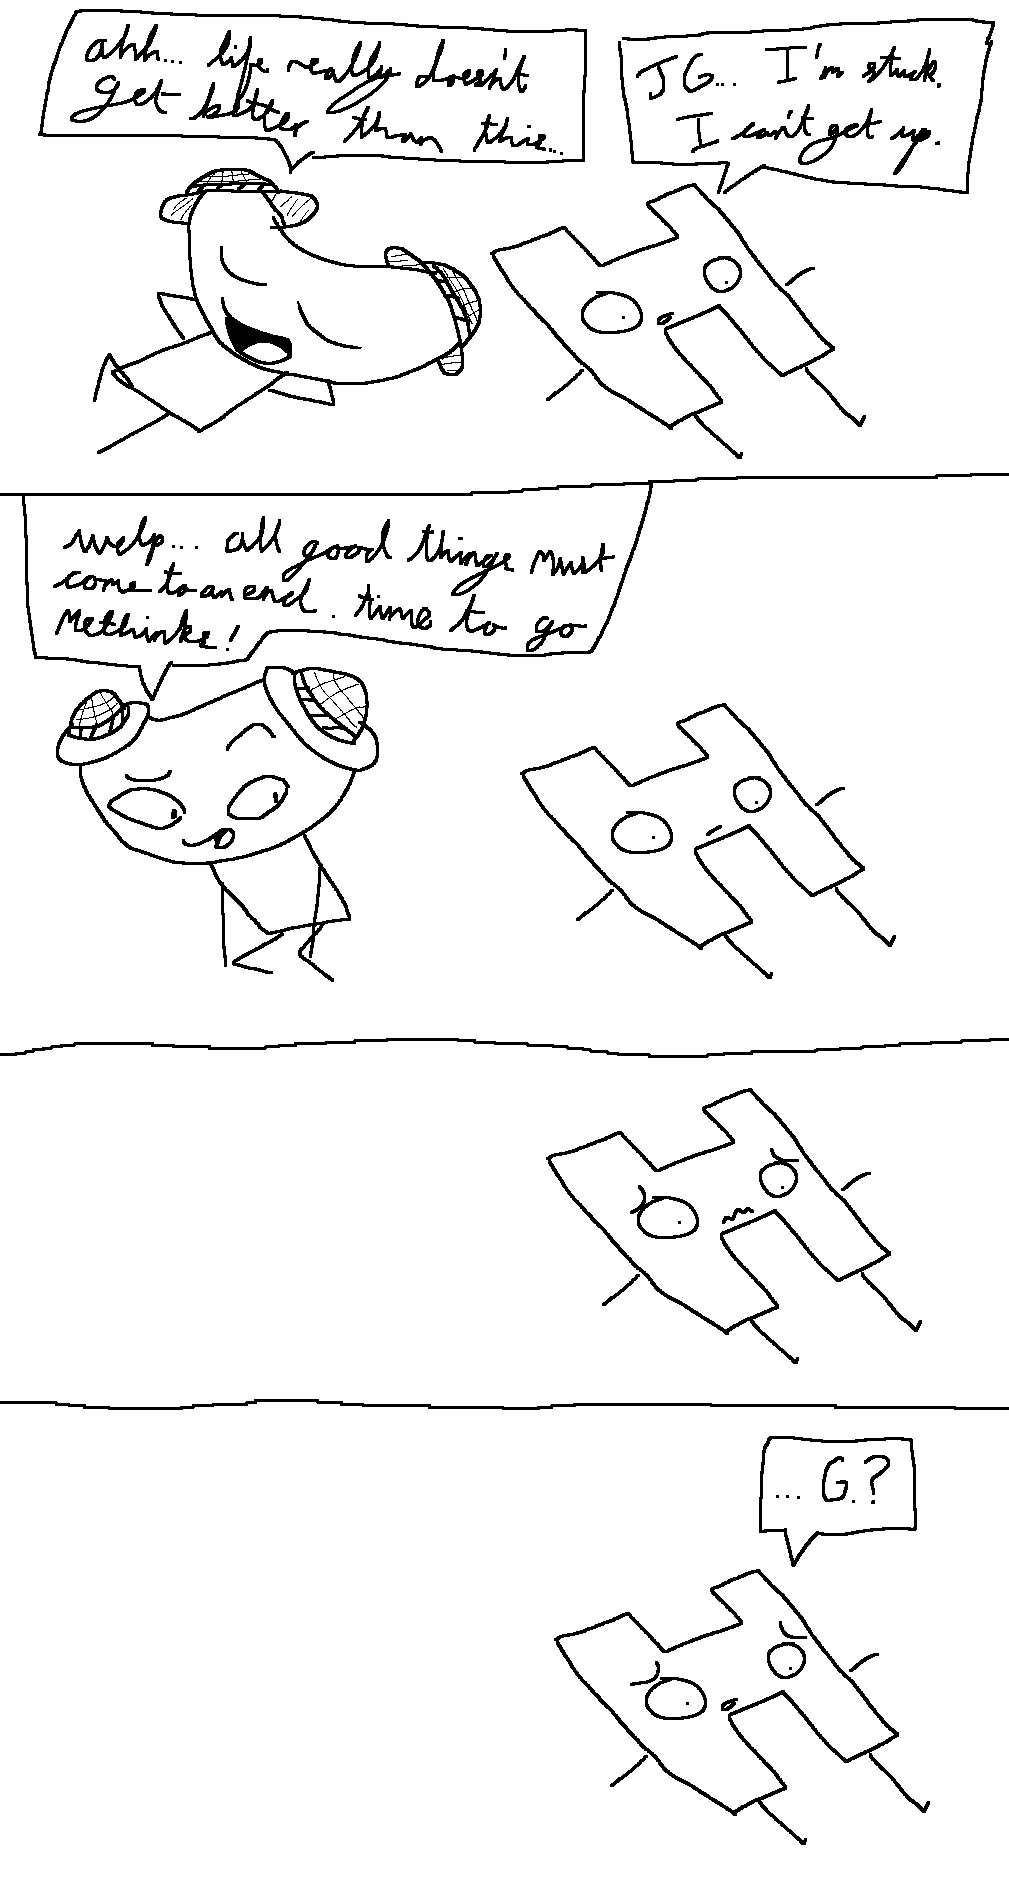 ahh... life really doesn't
get better than this...
JG... I'm stuck.
I can't get up.
welp... all good things must
come to an end. time to go
Methinks!
... G.?